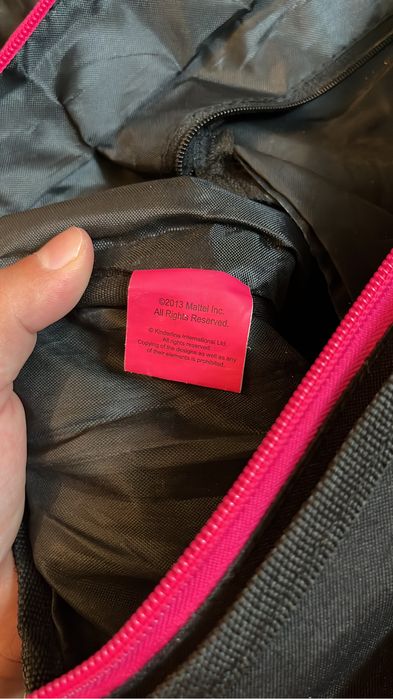 ©2013 Mattel Inc.
All Rights Reserved.
© Kinderline International Ltd.
All rights reserved.
Copying of the designs as well as any
of their elements is prohibited.